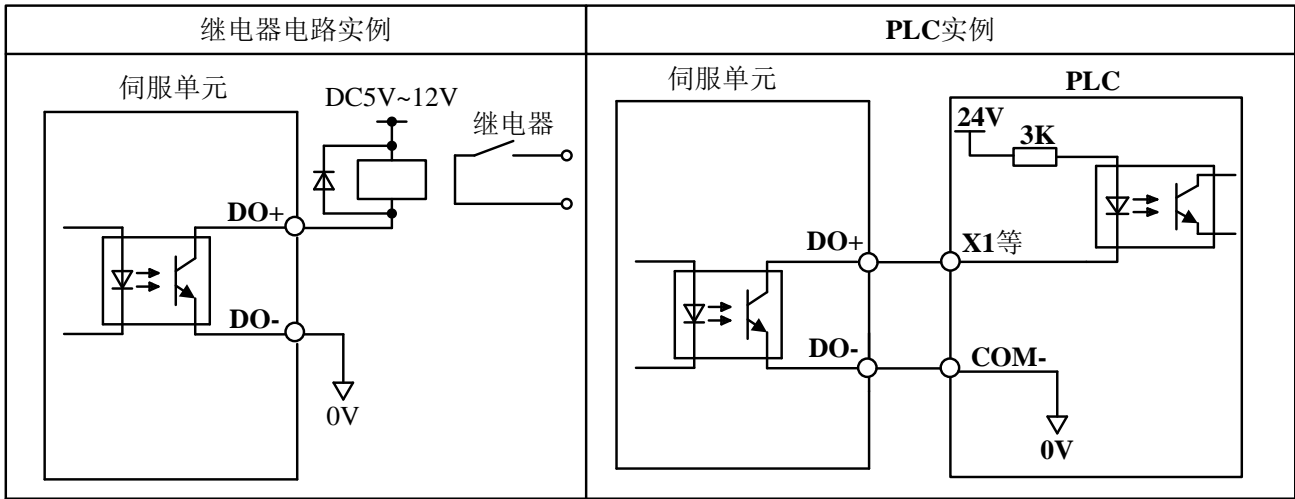 继电器电路实例
PLC实例
伺服单元
DC5V~12V
继电器
DO+
DO-
0V
伺服单元
PLC
24V
3K
DO+
X1等
DO-
COM-
0V